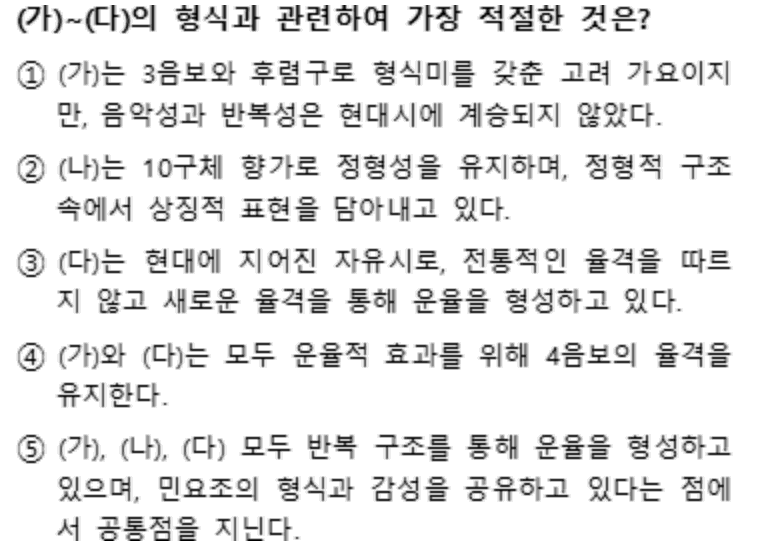 (가)~(다)의 형식과 관련하여 가장 적절한 것은?
① (가)는 3음보와 후렴구로 형식미를 갖춘 고려 가요이지
만, 음악성과 반복성은 현대시에 계승되지 않았다.
② (나)는 10구체 향가로 정형성을 유지하며, 정형적 구조
속에서 상징적 표현을 담아내고 있다.
③ (다)는 현대에 지어진 자유시로, 전통적인 율격을 따르
지 않고 새로운 율격을 통해 운율을 형성하고 있다.
④ (가)와 (다)는 모두 운율적 효과를 위해 4음보의 율격을
유지한다.
⑤ (가), (나), (다) 모두 반복 구조를 통해 운율을 형성하고
있으며, 민요조의 형식과 감성을 공유하고 있다는 점에
서 공통점을 지닌다.